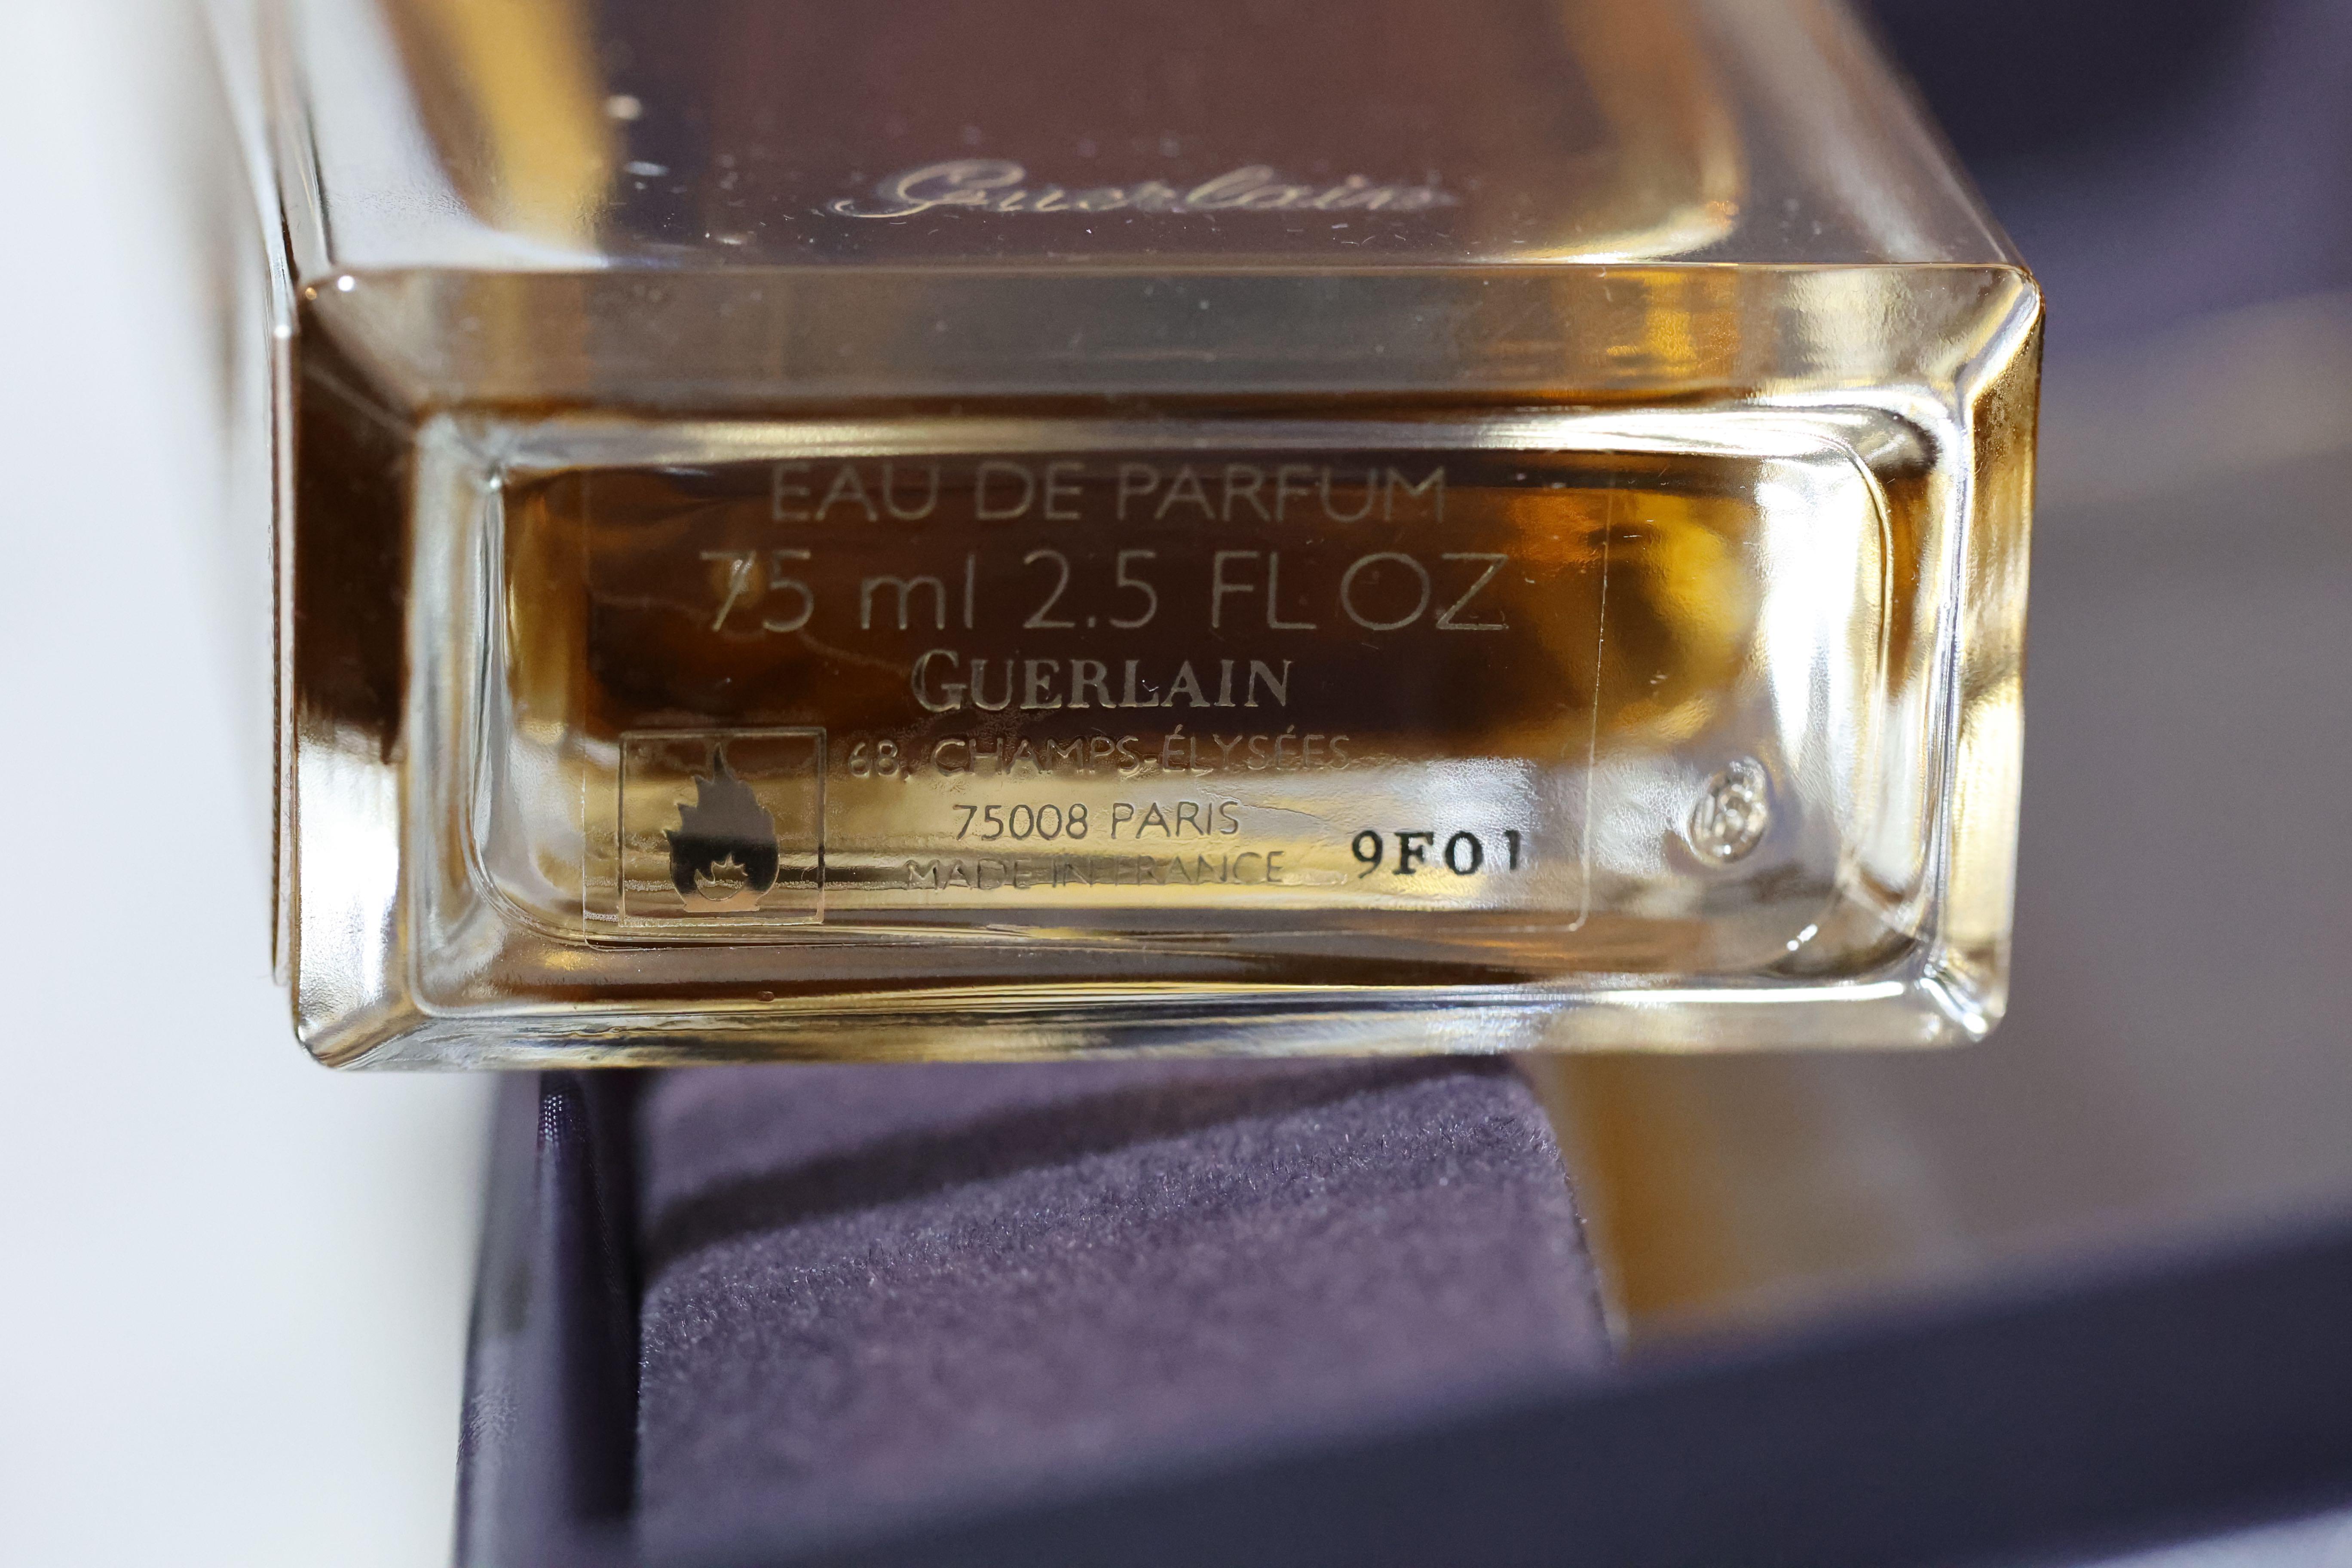 Guerlain
EAU DE PARFUM
75 ml 2.5 FL OZ
GUERLAIN
68, CHAMPS-ÉLYSÉES
75008 PARIS
MADE IN FRANCE
9F01